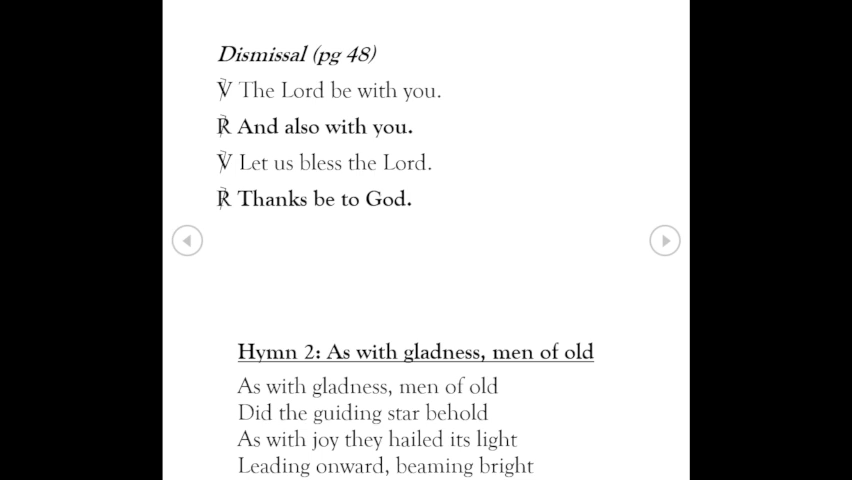 Dismissal (pg 48)
℣ The Lord be with you.
℟ And also with you.
℣ Let us bless the Lord.
℟ Thanks be to God.
Hymn 2: As with gladness, men of old
As with gladness, men of old
Did the guiding star behold
As with joy they hailed its light
Leading onward, beaming bright